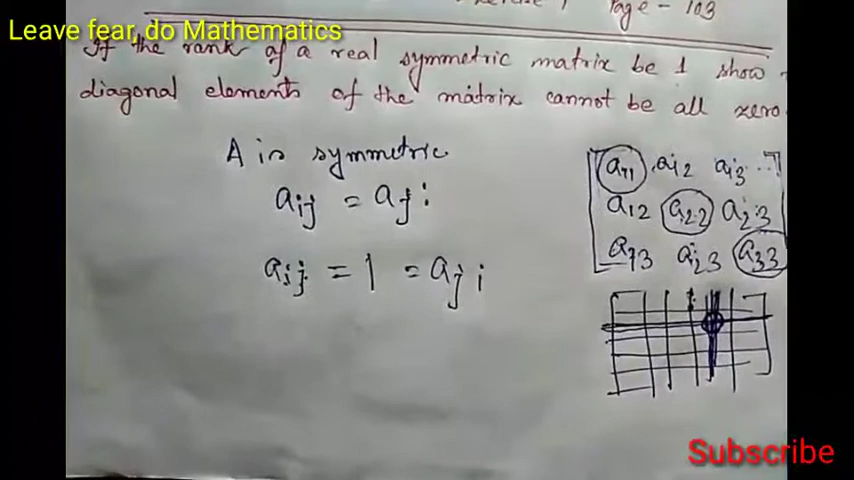 Page - 103
Leave fear, do Mathematics
If the rank of a real symmetric matrix be 1 show
diagonal elements of the matrix cannot be all zero
A is symmetric
aij = aji
aij = 1 = aji
a11 a12 a13 ...
a12 a22 a23
a13 a23 a33
Subscribe